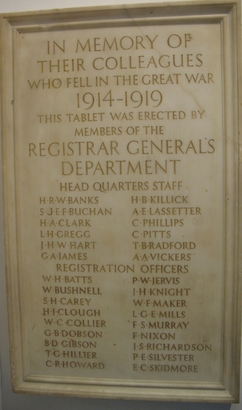 IN MEMORY OF
THEIR COLLEAGUES
WHO FELL IN THE GREAT WAR
1914-1919
THIS TABLET WAS ERECTED BY
MEMBERS OF THE
REGISTRAR GENERAL'S
DEPARTMENT
HEAD QUARTERS STAFF
H·R·W·BANKS H·B·KILLICK
S·J·E·F·BUCHAN A·E·LASSETTER
H·A·CLARK C·PHILLIPS
L·H·GREGG C·PITTS
J·H·W·HART T·B·RADFORD
G·A·JAMES A·A·VICKERS
REGISTRATION OFFICERS
W·H·BATTS P·W·JERVIS
W·BUSHNELL J·H·KNIGHT
S·H·CAREY W·F·MAKER
H·J·CLOUGH L·G·E·MILLS
W·C·COLLIER F·S·MURRAY
G·B·DOBSON F·NIXON
B·D·GIBSON J·S·RICHARDSON
T·G·HILLIER P·E·SILVESTER
C·P·HOWARD E·C·SKIDMORE